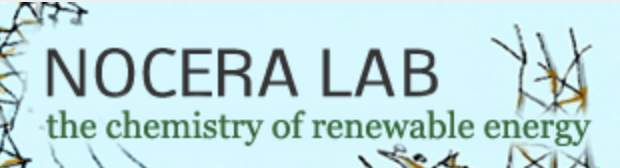 NOCERA LAB
the chemistry of renewable energy